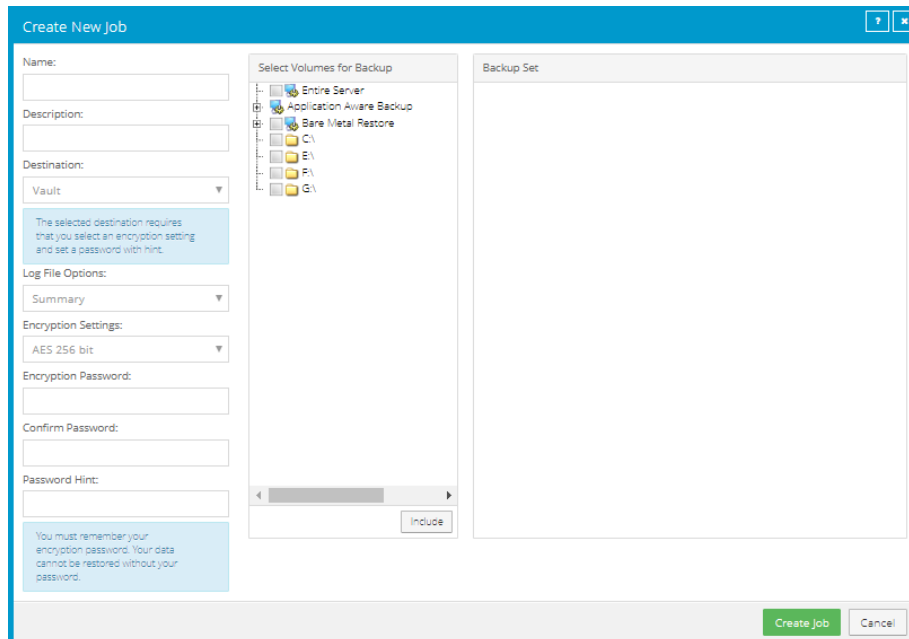 Create New Job
?
x
Name:
Description:
Destination:
Vault
The selected destination requires
that you select an encryption setting
and set a password with hint.
Log File Options:
Summary
Encryption Settings:
AES 256 bit
Encryption Password:
Confirm Password:
Password Hint:
You must remember your
encryption password. Your data
cannot be restored without your
password.
Select Volumes for Backup
Entire Server
Application Aware Backup
Bare Metal Restore
C:\
E:\
F:\
G:\
Include
Backup Set
Create Job
Cancel